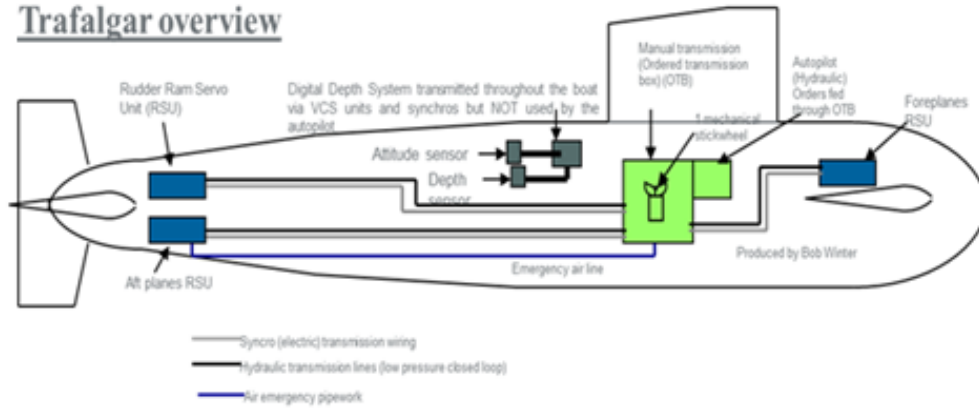 Trafalgar overview
Rudder Ram Servo
Unit (RSU)
Digital Depth System transmitted throughout the boat
via VCS units and synchros but NOT used by the
autopilot
Manual transmission
(Ordered transmission
box) (OTB)
Autopilot
(Hydraulic)
Orders fed
through OTB
Foreplanes
RSU
1 mechanical
stickwheel
Attitude sensor
Depth
sensor
Aft planes RSU
Emergency air line
Produced by Bob Winter
Syncro (electric) transmission wiring
Hydraulic transmission lines (low pressure closed loop)
Air emergency pipework